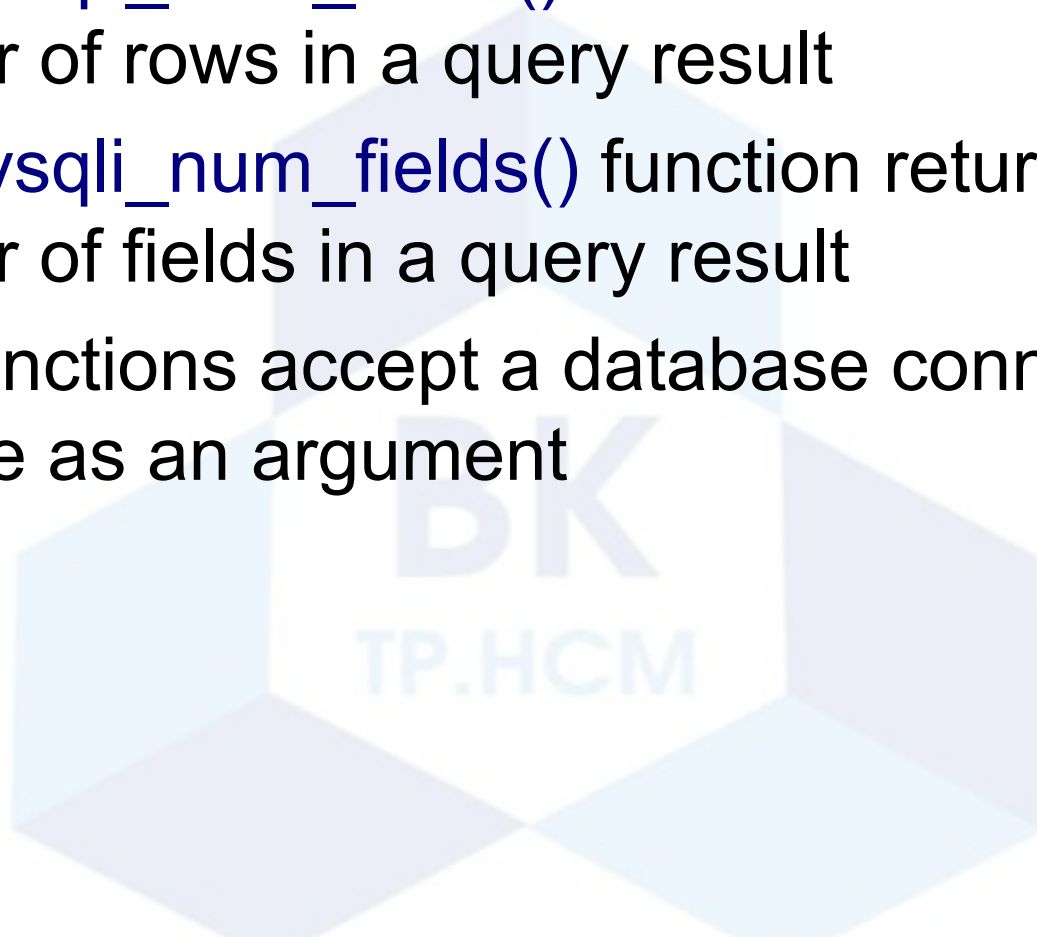 r of rows in a query result
ysqli_num_fields() function retur
r of fields in a query result
nctions accept a database conn
e as an argument
BK
TP.HCM